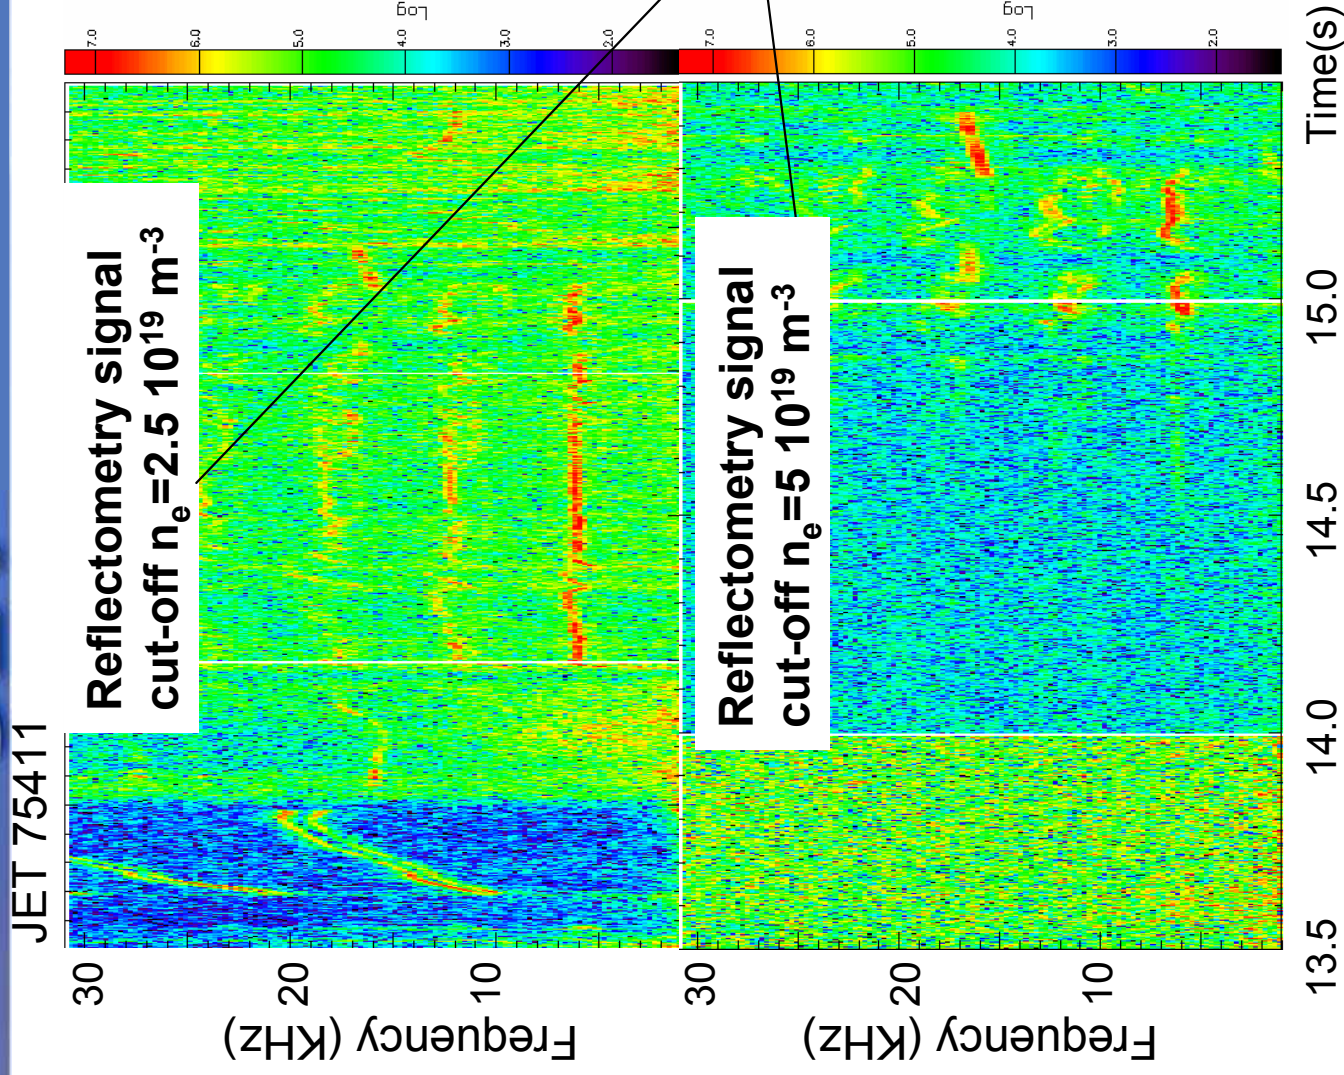 JET 75411
Reflectometry signal
cut-off nₑ=2.5 10¹⁹ m⁻³
Frequency (KHz)
30
20
10
7.0
6.0
5.0
4.0
3.0
2.0
Log
Reflectometry signal
cut-off nₑ=5 10¹⁹ m⁻³
Frequency (KHz)
30
20
10
7.0
6.0
5.0
4.0
3.0
2.0
Log
13.5 14.0 14.5 15.0 Time(s)